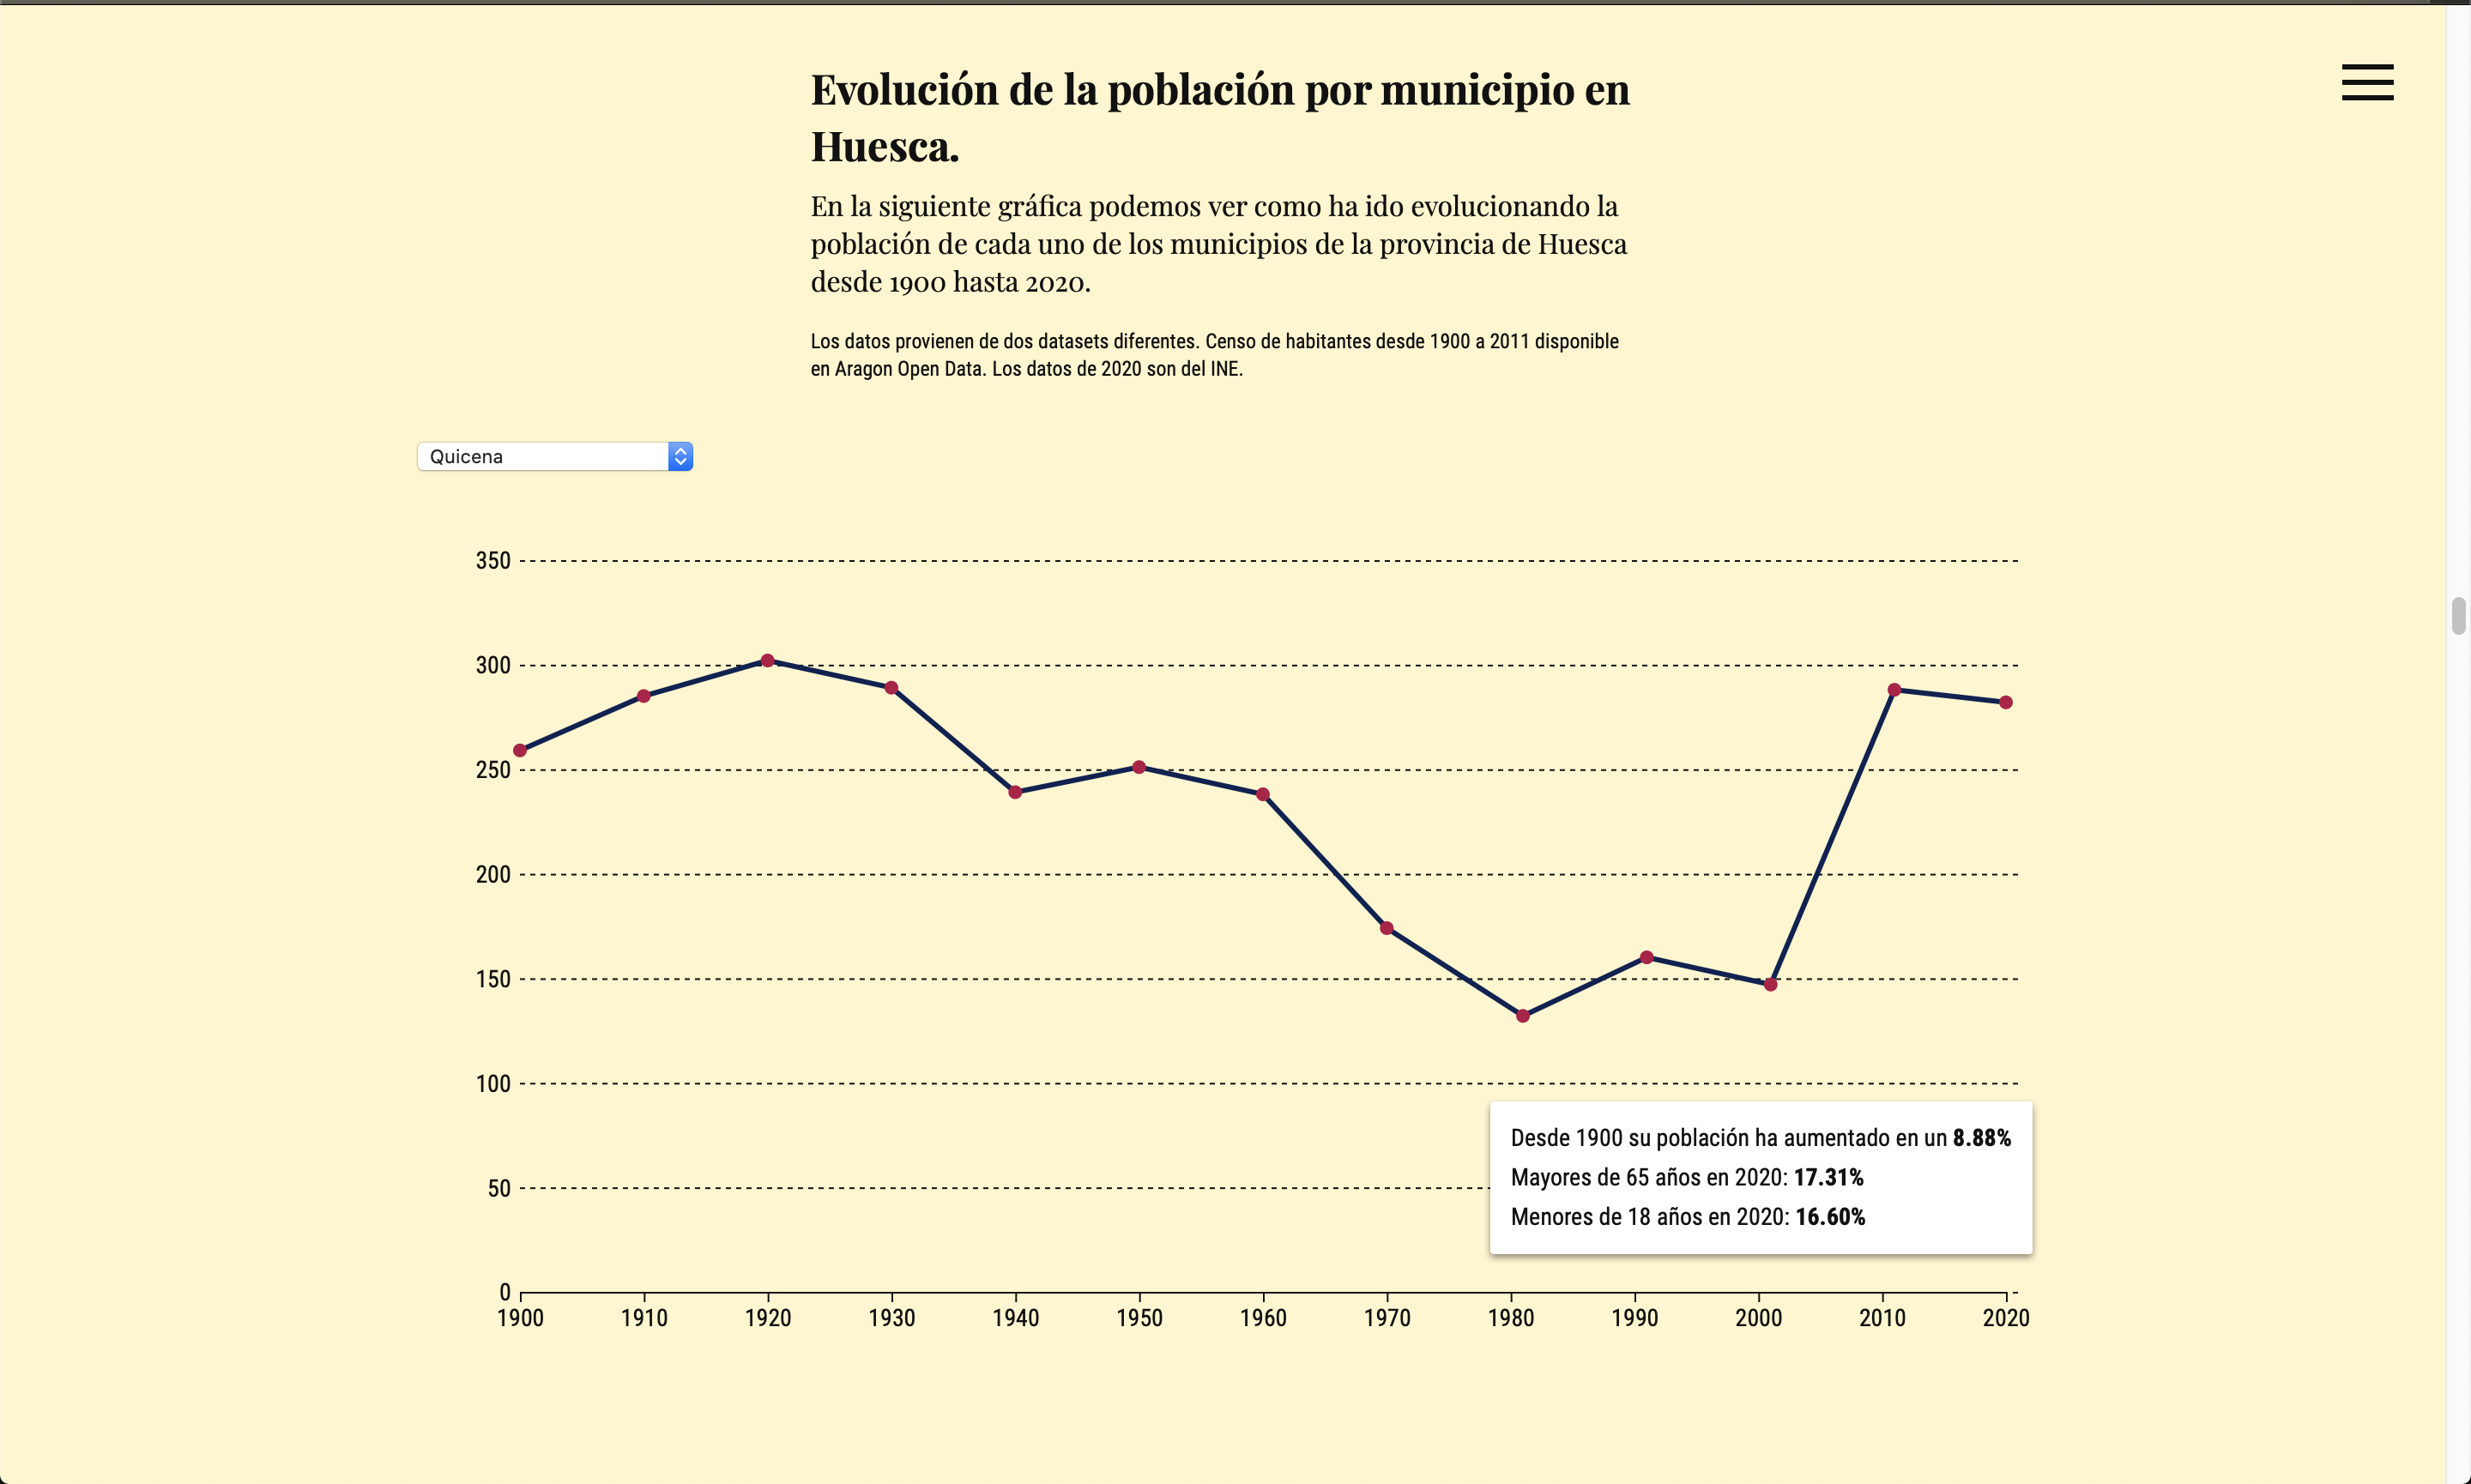 Evolución de la población por municipio en
Huesca.
En la siguiente gráfica podemos ver como ha ido evolucionando la
población de cada uno de los municipios de la provincia de Huesca
desde 1900 hasta 2020.
Los datos provienen de dos datasets diferentes. Censo de habitantes desde 1900 a 2011 disponible
en Aragon Open Data. Los datos de 2020 son del INE.
Quicena
350
300
250
200
150
100
50
0
Desde 1900 su población ha aumentado en un 8.88%
Mayores de 65 años en 2020: 17.31%
Menores de 18 años en 2020: 16.60%
1900 1910 1920 1930 1940 1950 1960 1970 1980 1990 2000 2010 2020